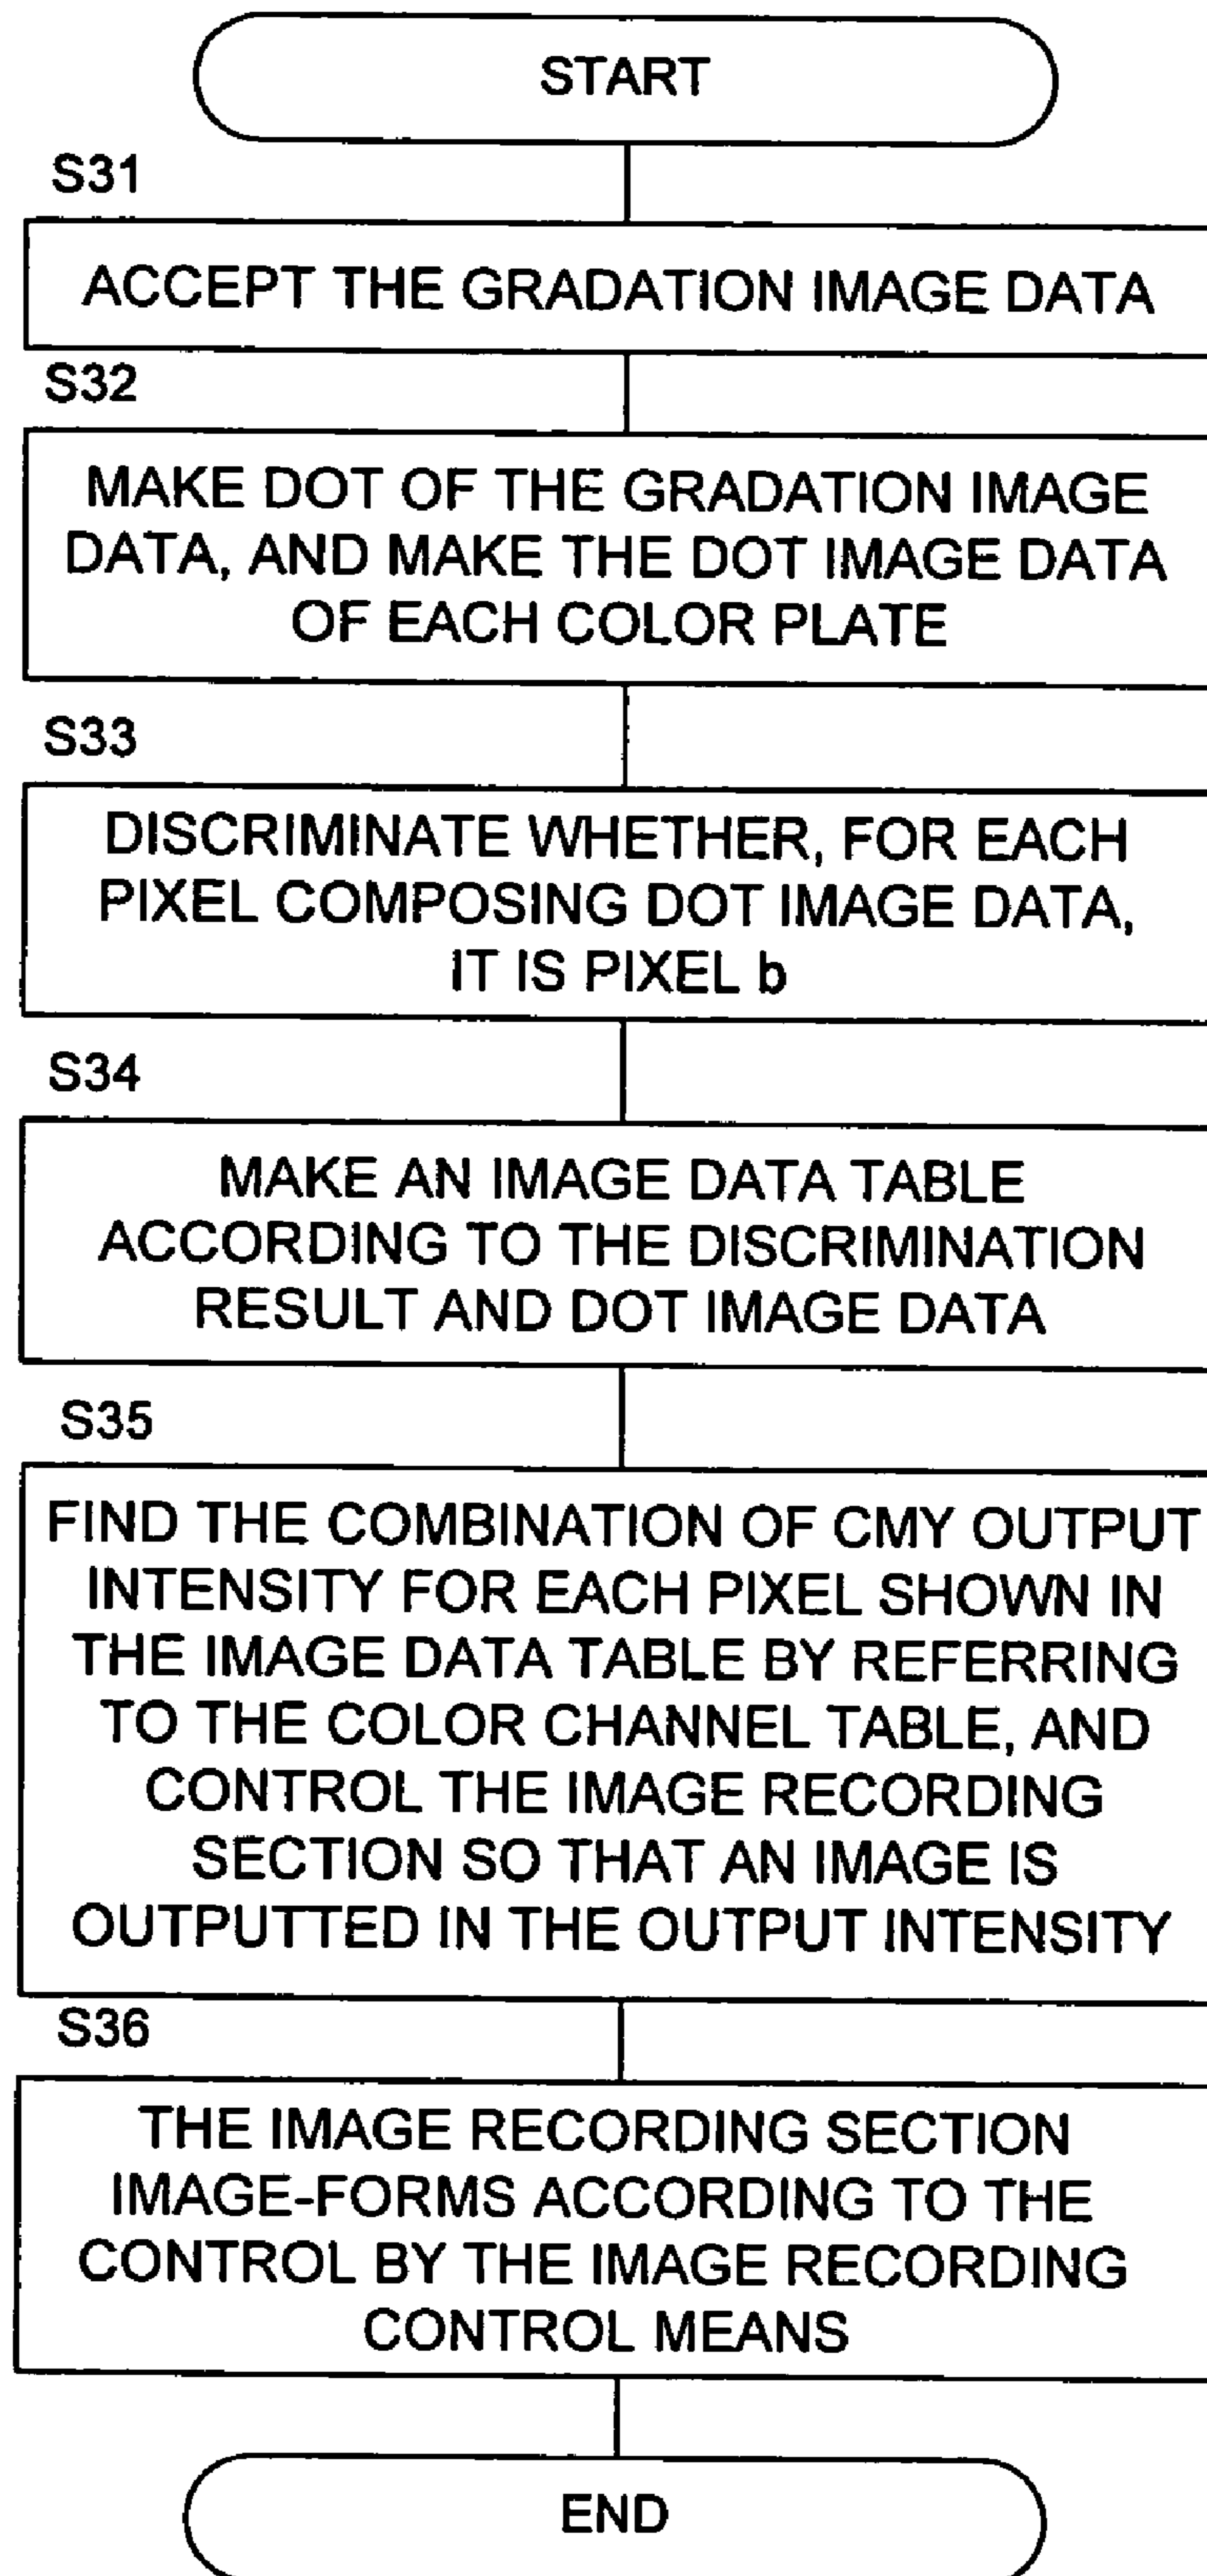 START
S31
ACCEPT THE GRADATION IMAGE DATA
S32
MAKE DOT OF THE GRADATION IMAGE
DATA, AND MAKE THE DOT IMAGE DATA
OF EACH COLOR PLATE
S33
DISCRIMINATE WHETHER, FOR EACH
PIXEL COMPOSING DOT IMAGE DATA,
IT IS PIXEL b
S34
MAKE AN IMAGE DATA TABLE
ACCORDING TO THE DISCRIMINATION
RESULT AND DOT IMAGE DATA
S35
FIND THE COMBINATION OF CMY OUTPUT
INTENSITY FOR EACH PIXEL SHOWN IN
THE IMAGE DATA TABLE BY REFERRING
TO THE COLOR CHANNEL TABLE, AND
CONTROL THE IMAGE RECORDING
SECTION SO THAT AN IMAGE IS
OUTPUTTED IN THE OUTPUT INTENSITY
S36
THE IMAGE RECORDING SECTION
IMAGE-FORMS ACCORDING TO THE
CONTROL BY THE IMAGE RECORDING
CONTROL MEANS
END